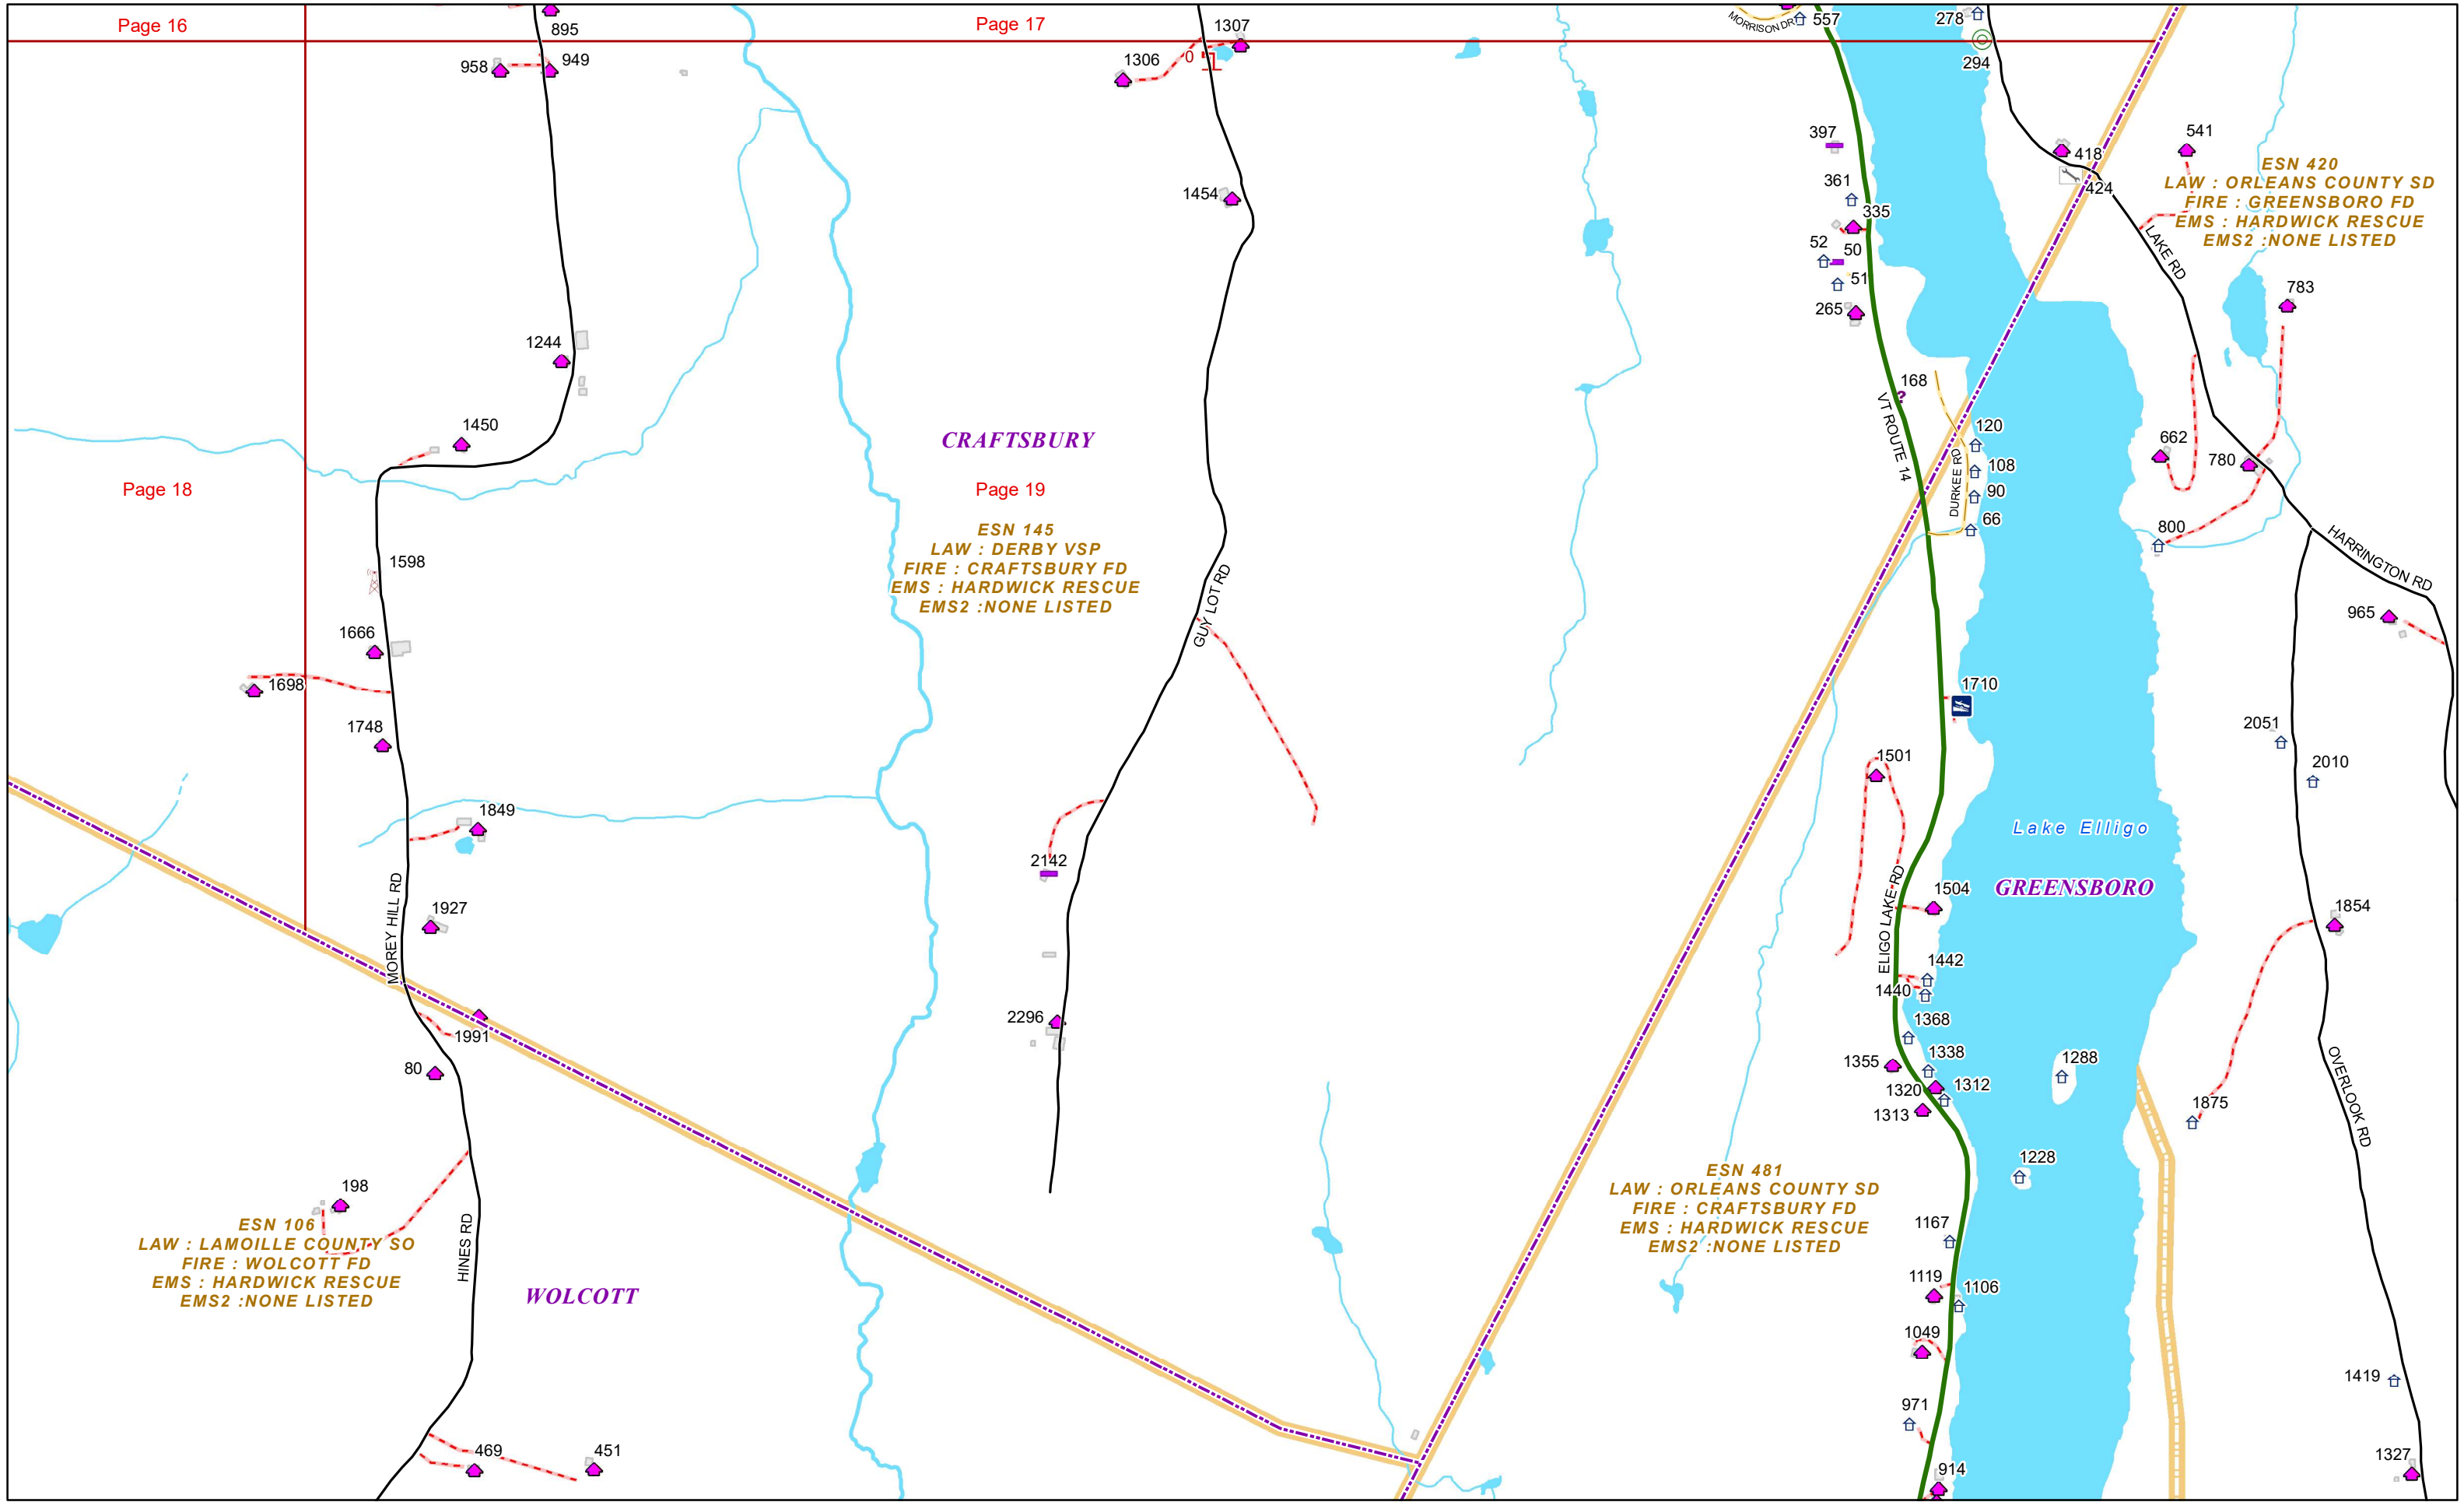 Page 16
Page 17
895
1307
MORRISON DR
557
278
958
949
1306
0
294
397
418
541
424
ESN 420
LAW : ORLEANS COUNTY SD
FIRE : GREENSBORO FD
EMS : HARDWICK RESCUE
EMS2 :NONE LISTED
361
1454
335
52
50
51
265
LAKE RD
783
1244
168
VT ROUTE 14
1450
CRAFTSBURY
120
108
90
66
DURKEE RD
662
780
800
Page 18
Page 19
ESN 145
LAW : DERBY VSP
FIRE : CRAFTSBURY FD
EMS : HARDWICK RESCUE
EMS2 :NONE LISTED
HARRINGTON RD
1598
GUY LOT RD
965
1666
1698
1710
1748
2051
2010
1501
1849
Lake Elligo
2142
GREENSBORO
MOREY HILL RD
1927
ELIGO LAKE RD
1504
1854
1442
1440
1991
2296
1368
1338
1355
1288
80
1320
1312
1313
1875
OVERLOOK RD
1228
198
ESN 106
LAW : LAMOILLE COUNTY SO
FIRE : WOLCOTT FD
EMS : HARDWICK RESCUE
EMS2 :NONE LISTED
HINES RD
WOLCOTT
ESN 481
LAW : ORLEANS COUNTY SD
FIRE : CRAFTSBURY FD
EMS : HARDWICK RESCUE
EMS2 :NONE LISTED
1167
1119
1106
1049
1419
971
469
451
914
1327